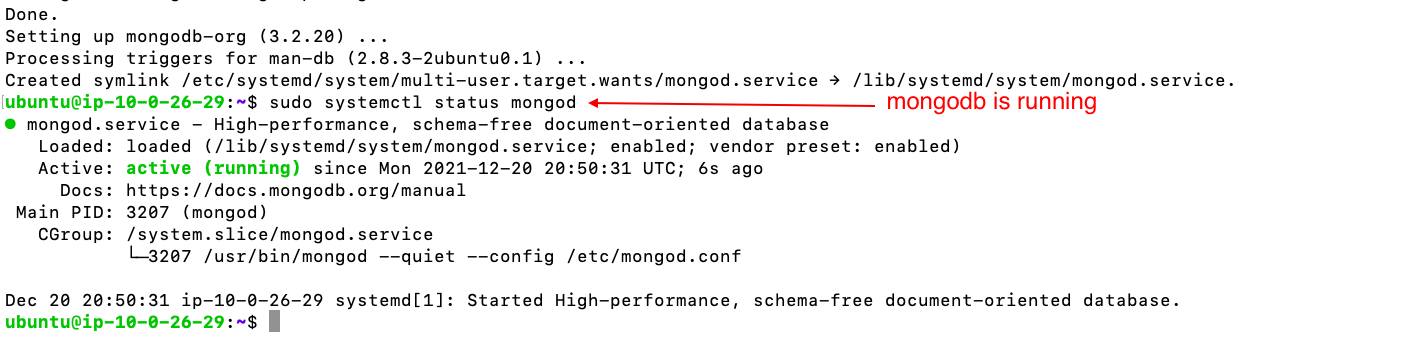 Done.
Setting up mongodb-org (3.2.20) ...
Processing triggers for man-db (2.8.3-2ubuntu0.1) ...
Created symlink /etc/systemd/system/multi-user.target.wants/mongod.service → /lib/systemd/system/mongod.service.
ubuntu@ip-10-0-26-29:~$ sudo systemctl status mongod mongodb is running
● mongod.service - High-performance, schema-free document-oriented database
Loaded: loaded (/lib/systemd/system/mongod.service; enabled; vendor preset: enabled)
Active: active (running) since Mon 2021-12-20 20:50:31 UTC; 6s ago
Docs: https://docs.mongodb.org/manual
Main PID: 3207 (mongod)
CGroup: /system.slice/mongod.service
└─3207 /usr/bin/mongod --quiet --config /etc/mongod.conf
Dec 20 20:50:31 ip-10-0-26-29 systemd[1]: Started High-performance, schema-free document-oriented database.
ubuntu@ip-10-0-26-29:~$